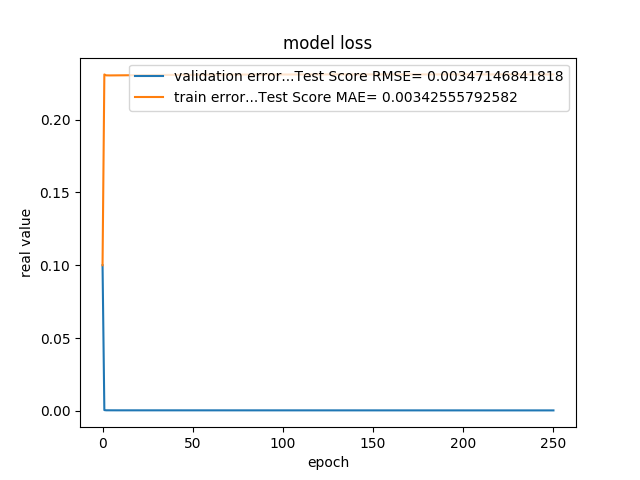 model loss
validation error...Test Score RMSE= 0.00347146841818
train error...Test Score MAE= 0.00342555792582
real value
0.20
0.15
0.10
0.05
0.00
0 50 100 150 200 250
epoch